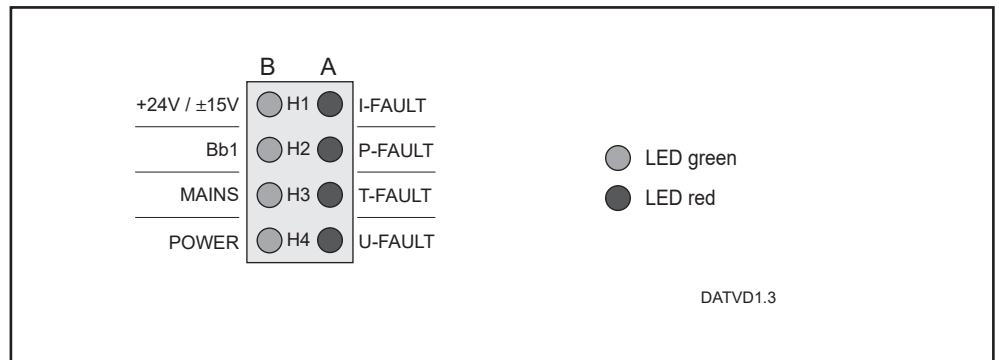 B A
+24V / ±15V H1 I-FAULT
Bb1 H2 P-FAULT
MAINS H3 T-FAULT
POWER H4 U-FAULT
LED green
LED red
DATVD1.3